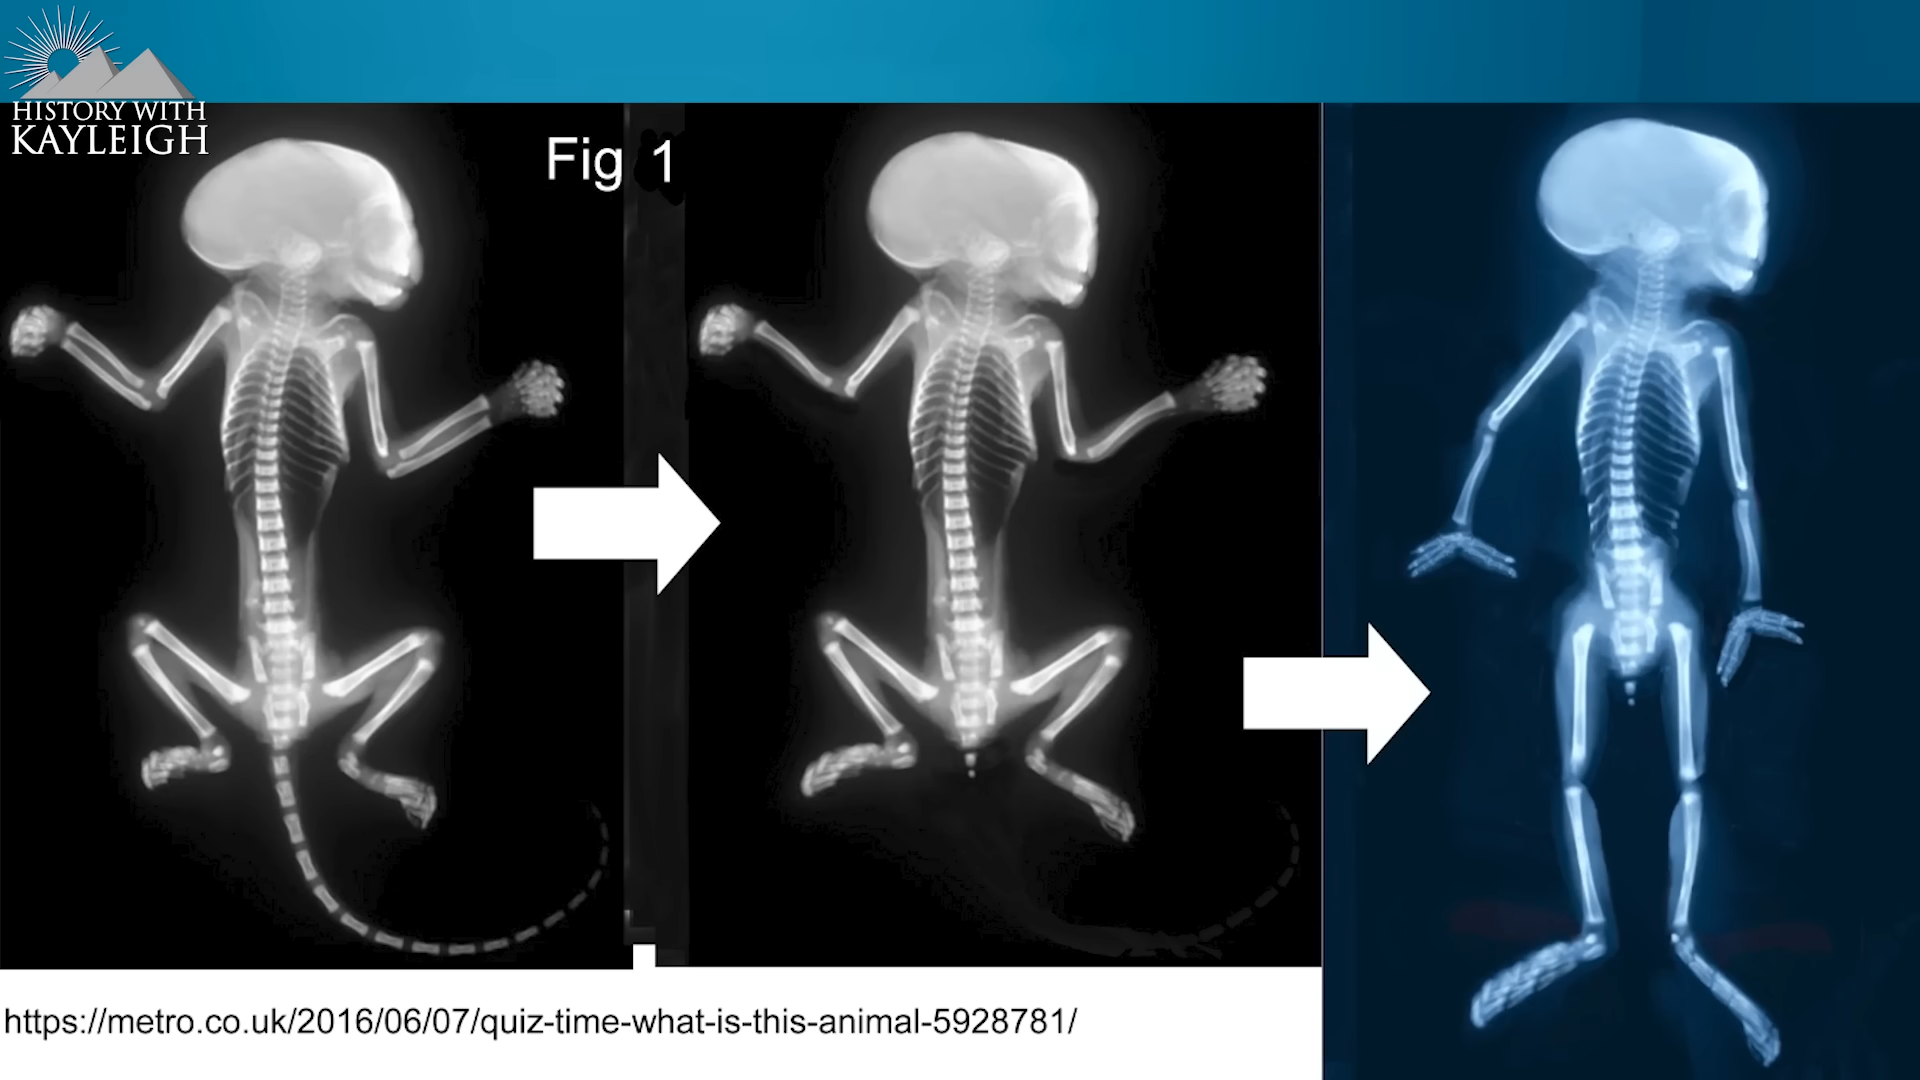 HISTORY WITH
KAYLEIGH
Fig 1
https://metro.co.uk/2016/06/07/quiz-time-what-is-this-animal-5928781/